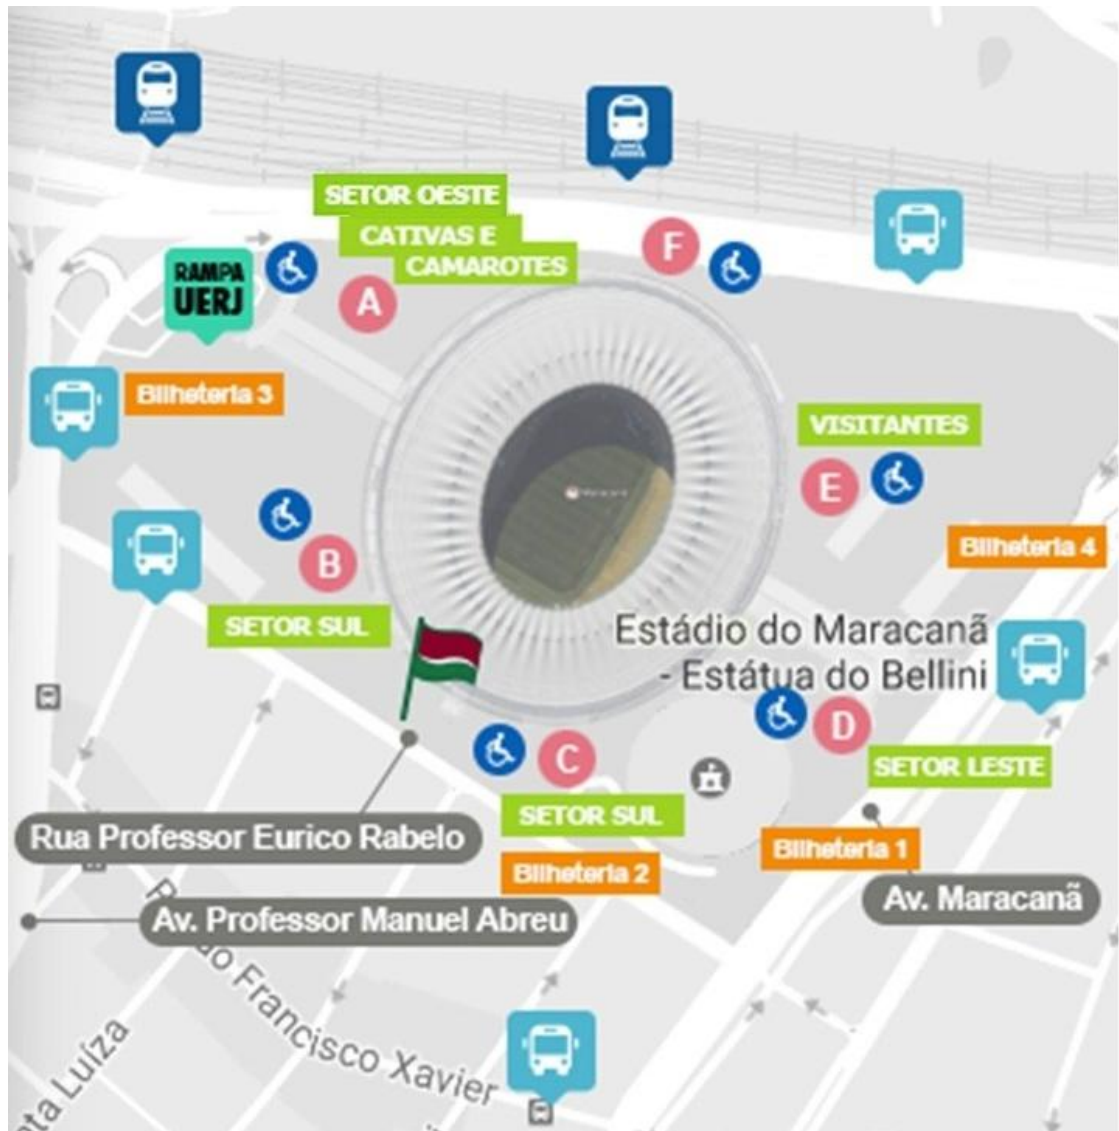 SETOR OESTE
CATIVAS E
CAMAROTES
F
RAMPA
UERJ
A
Bilheteria 3
VISITANTES
E
B
Bilheteria 4
SETOR SUL
Estádio do Maracanã
- Estátua do Bellini
Maracanã
D
C
SETOR LESTE
SETOR SUL
Rua Professor Eurico Rabelo
Bilheteria 1
Bilheteria 2
Av. Maracanã
Av. Professor Manuel Abreu
Francisco Xavier
Luíza